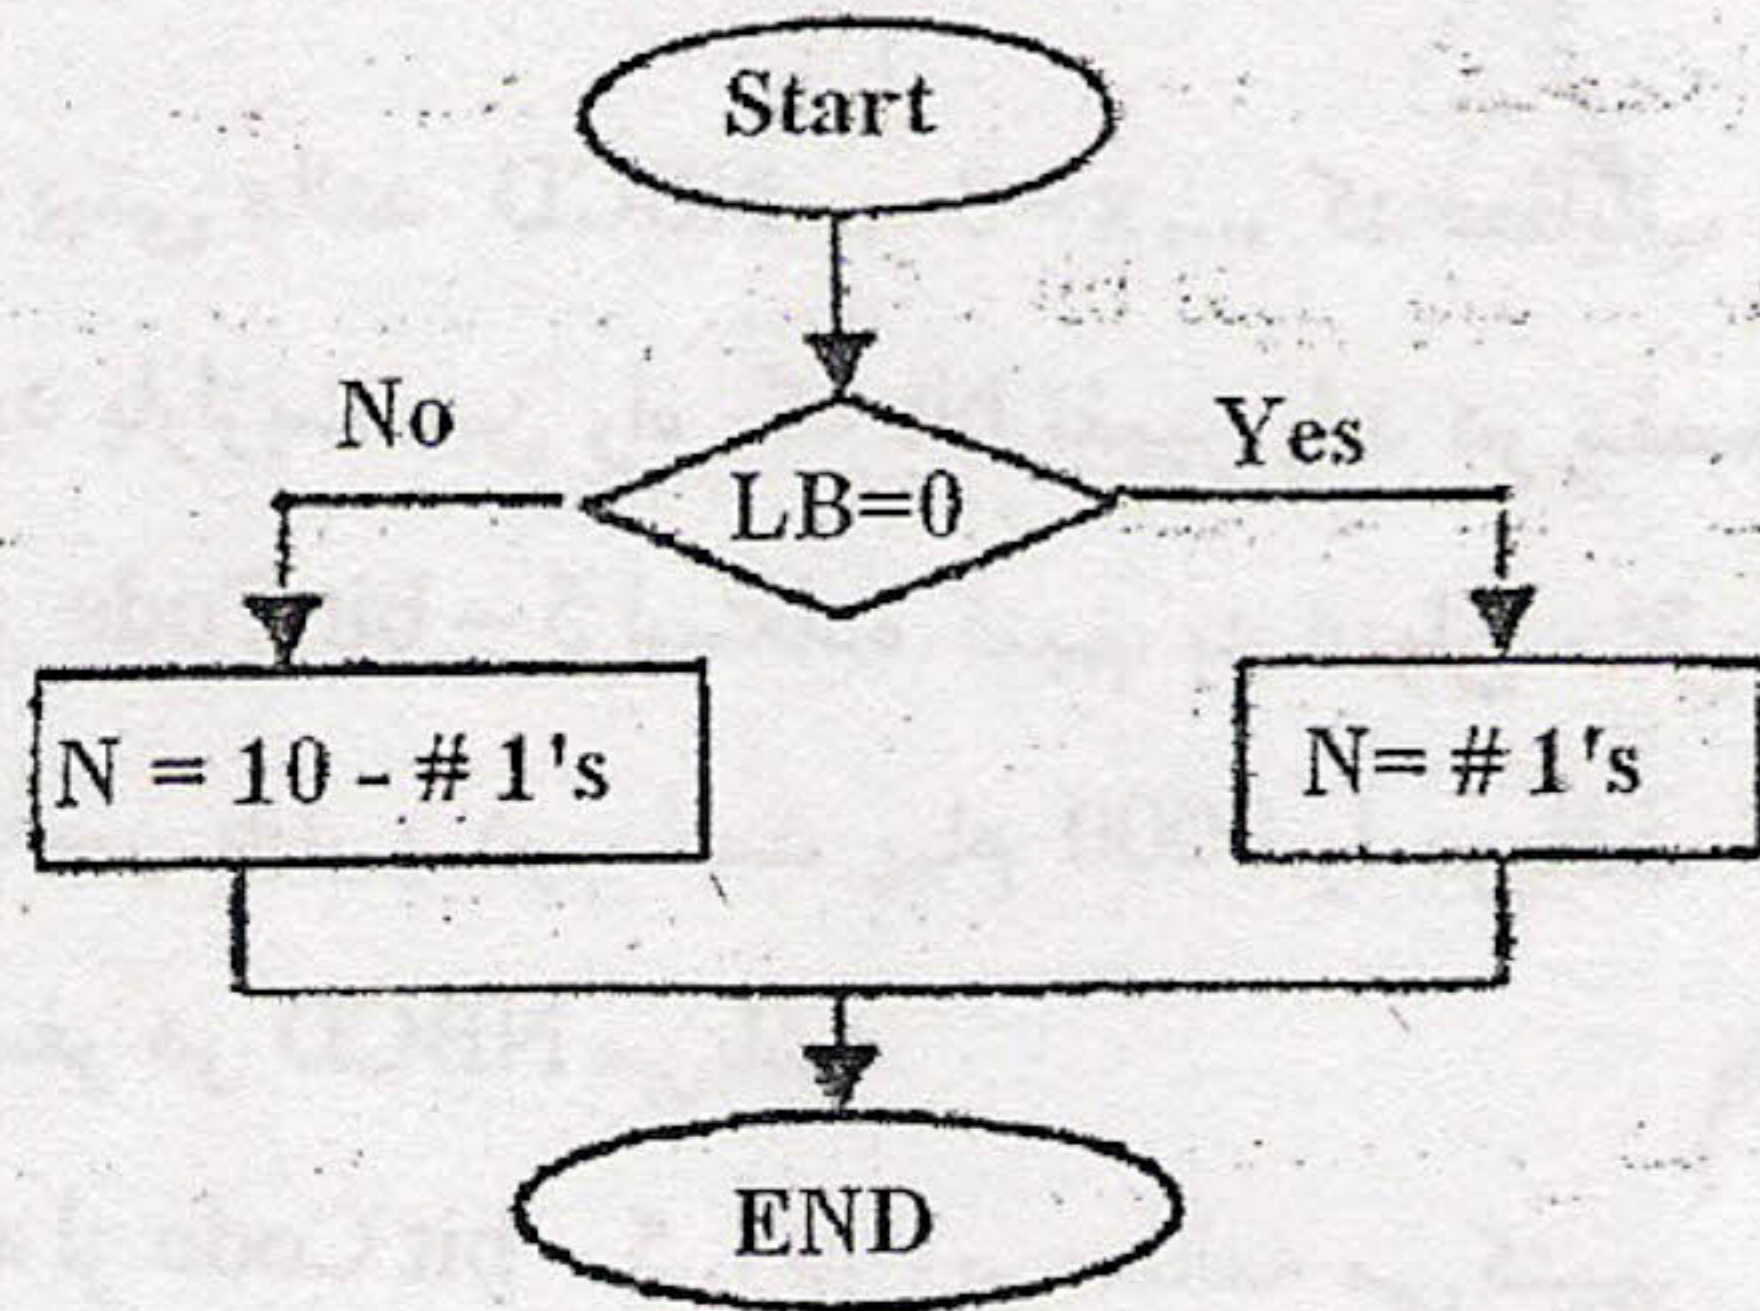 Start
No
Yes
LB=0
N = 10 - # 1's
N= # 1's
END